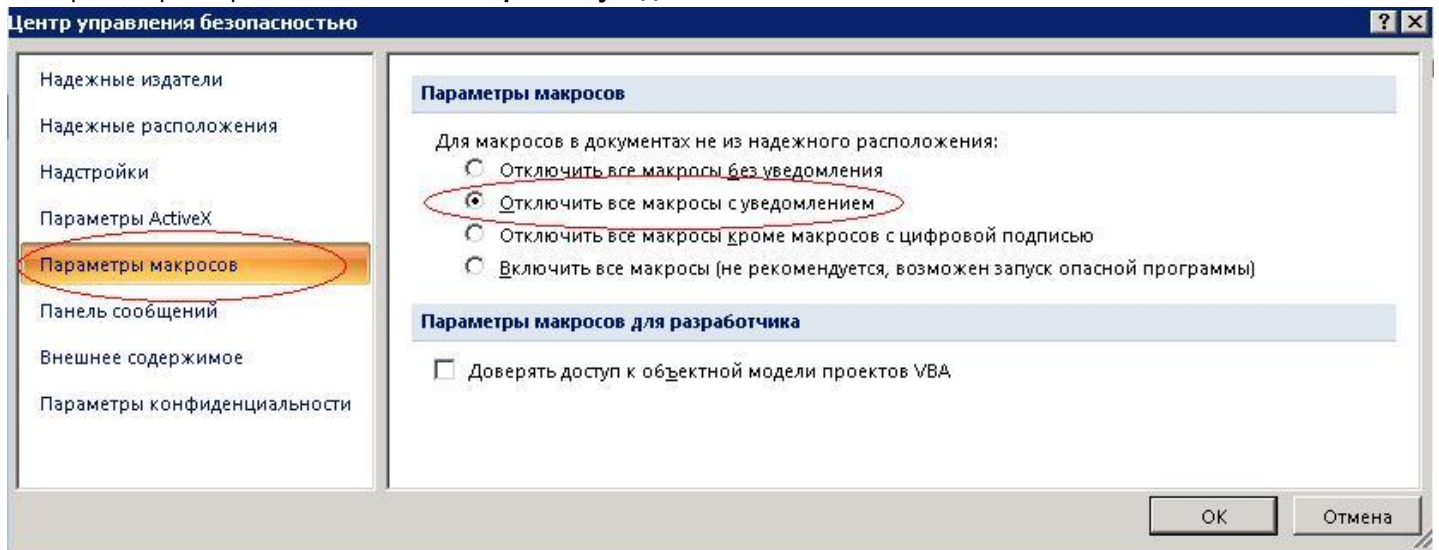 Центр управления безопасностью
Надежные издатели
Надежные расположения
Надстройки
Параметры ActiveX
Параметры макросов
Панель сообщений
Внешнее содержимое
Параметры конфиденциальности
Параметры макросов
Для макросов в документах не из надежного расположения:
Отключить все макросы без уведомления
Отключить все макросы с уведомлением
Отключить все макросы кроме макросов с цифровой подписью
Включить все макросы (не рекомендуется, возможен запуск опасной программы)
Параметры макросов для разработчика
Доверять доступ к объектной модели проектов VBA
ОК
Отмена